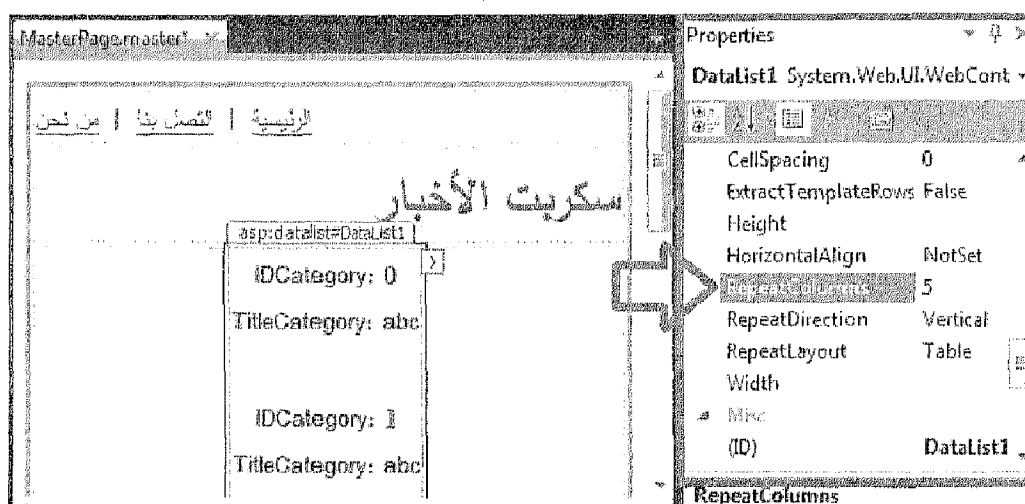 MasterPage.master*
الرئيسية | اتصل بنا | من نحن
سكربت الأخبار
asp:datalist#DataList1
IDCategory: 0
TitleCategory: abc
IDCategory: 1
TitleCategory: abc
Properties
DataList1 System.Web.UI.WebCont
CellSpacing 0
ExtractTemplateRows False
Height
HorizontalAlign NotSet
RepeatColumns 5
RepeatDirection Vertical
RepeatLayout Table
Width
Misc
(ID) DataList1
RepeatColumns